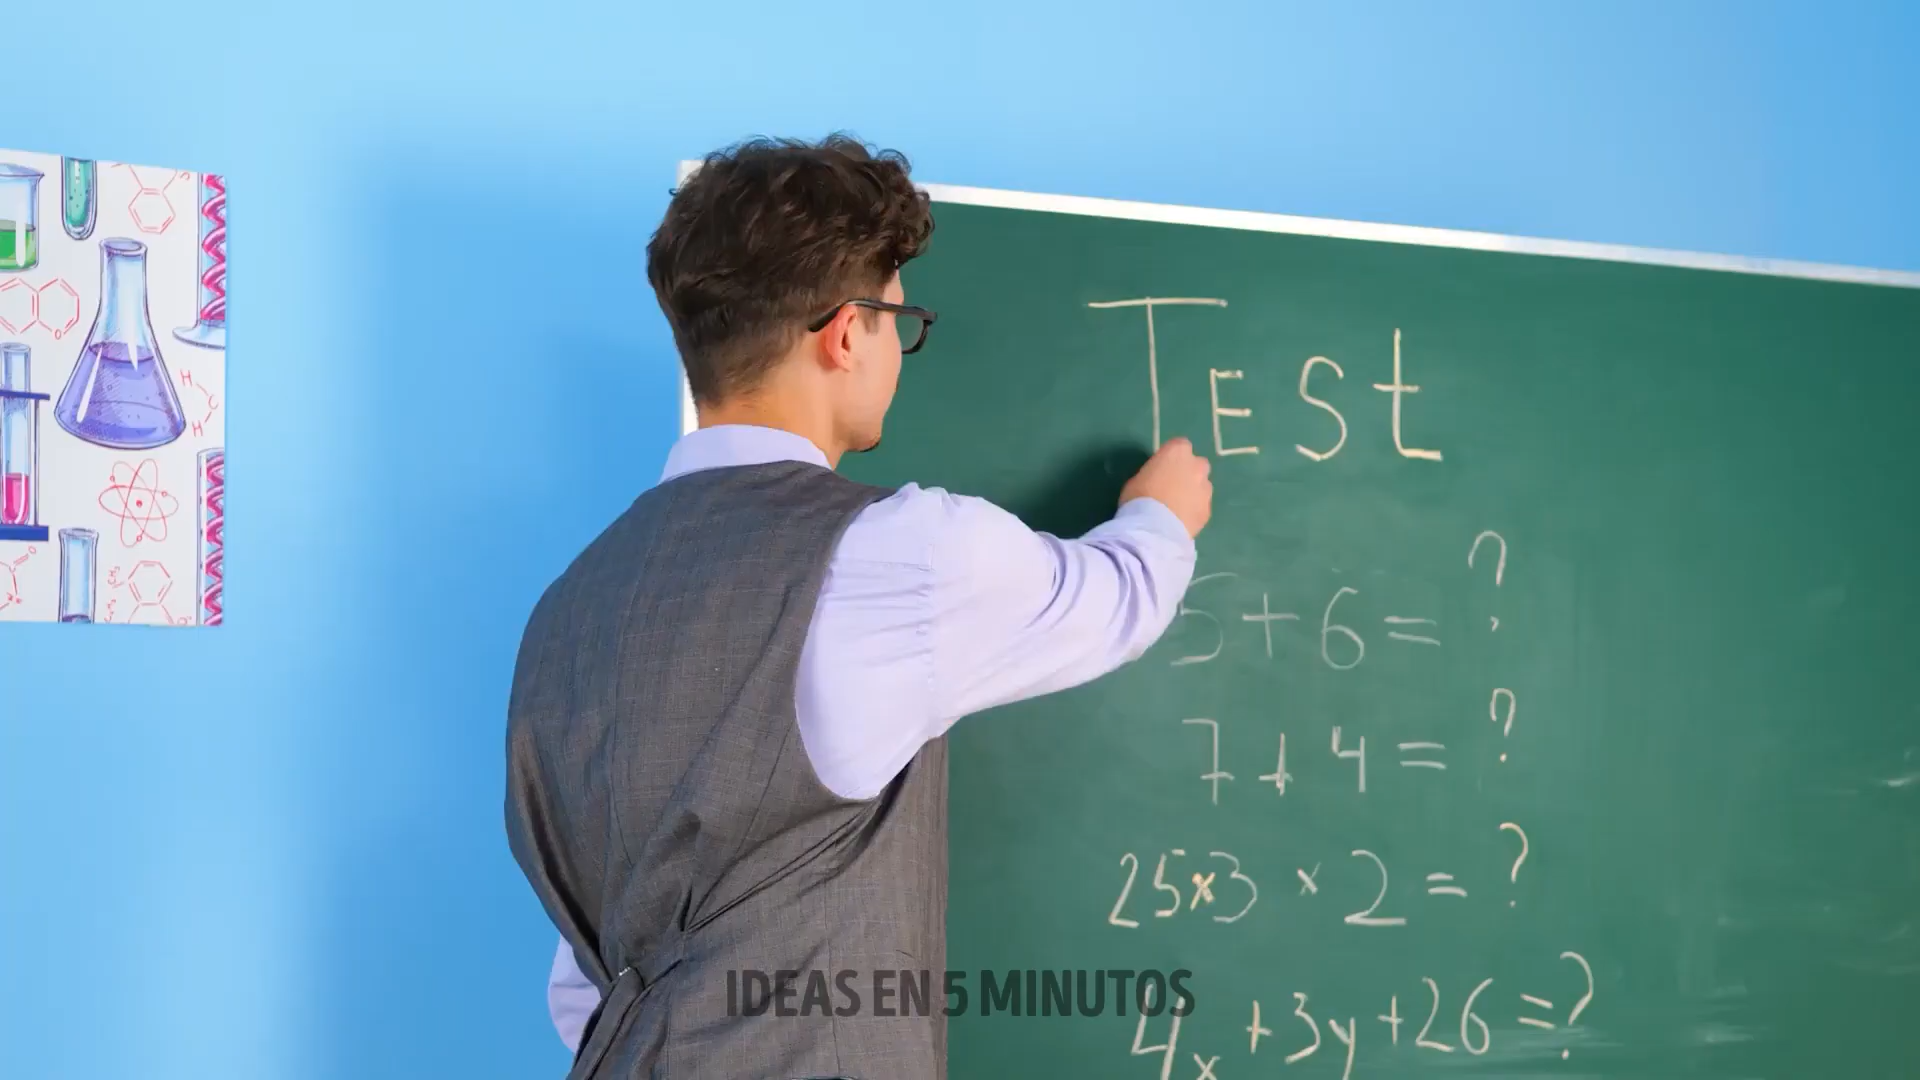 TEst
5+6=?
7+4=?
25×3×2=?
4x+3y+26=?
IDEAS EN 5 MINUTOS